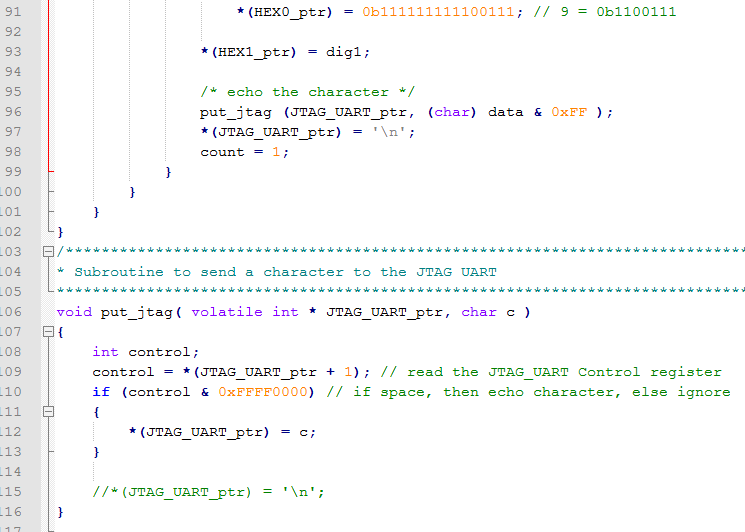 91 *(HEX0_ptr) = 0b111111111100111; // 9 = 0b1100111
92
93 *(HEX1_ptr) = dig1;
94
95 /* echo the character */
96 put_jtag (JTAG_UART_ptr, (char) data & 0xFF );
97 *(JTAG_UART_ptr) = '\n';
98 count = 1;
99 }
100 }
101 }
102 }
103 /****************************************************************************
104 * Subroutine to send a character to the JTAG UART
105 *****************************************************************************
106 void put_jtag( volatile int * JTAG_UART_ptr, char c )
107 {
108 int control;
109 control = *(JTAG_UART_ptr + 1); // read the JTAG_UART Control register
110 if (control & 0xFFFF0000) // if space, then echo character, else ignore
111 {
112 *(JTAG_UART_ptr) = c;
113 }
114
115 //*(JTAG_UART_ptr) = '\n';
116 }
117